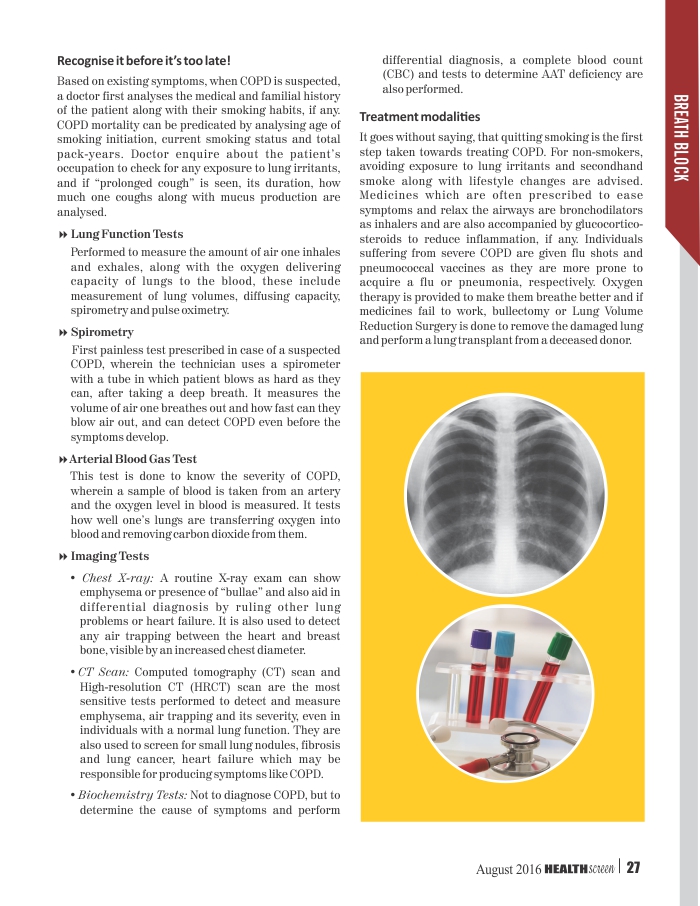 Recognise it before it's too late!
Based on existing symptoms, when COPD is suspected,
a doctor first analyses the medical and familial history
of the patient along with their smoking habits, if any.
COPD mortality can be predicated by analysing age of
smoking initiation, current smoking status and total
pack-years. Doctor enquire about the patient's
occupation to check for any exposure to lung irritants,
and if "prolonged cough" is seen, its duration, how
much one coughs along with mucus production are
analysed.
Lung Function Tests
Performed to measure the amount of air one inhales
and exhales, along with the oxygen delivering
capacity of lungs to the blood, these include
measurement of lung volumes, diffusing capacity,
spirometry and pulse oximetry.
Spirometry
First painless test prescribed in case of a suspected
COPD, wherein the technician uses a spirometer
with a tube in which patient blows as hard as they
can, after taking a deep breath. It measures the
volume of air one breathes out and how fast can they
blow air out, and can detect COPD even before the
symptoms develop.
Arterial Blood Gas Test
This test is done to know the severity of COPD,
wherein a sample of blood is taken from an artery
and the oxygen level in blood is measured. It tests
how well one's lungs are transferring oxygen into
blood and removing carbon dioxide from them.
Imaging Tests
• Chest X-ray: A routine X-ray exam can show
emphysema or presence of "bullae" and also aid in
differential diagnosis by ruling other lung
problems or heart failure. It is also used to detect
any air trapping between the heart and breast
bone, visible by an increased chest diameter.
• CT Scan: Computed tomography (CT) scan and
High-resolution CT (HRCT) scan are the most
sensitive tests performed to detect and measure
emphysema, air trapping and its severity, even in
individuals with a normal lung function. They are
also used to screen for small lung nodules, fibrosis
and lung cancer, heart failure which may be
responsible for producing symptoms like COPD.
• Biochemistry Tests: Not to diagnose COPD, but to
determine the cause of symptoms and perform
differential diagnosis, a complete blood count
(CBC) and tests to determine AAT deficiency are
also performed.
Treatment modalities
It goes without saying, that quitting smoking is the first
step taken towards treating COPD. For non-smokers,
avoiding exposure to lung irritants and secondhand
smoke along with lifestyle changes are advised.
Medicines which are often prescribed to ease
symptoms and relax the airways are bronchodilators
as inhalers and are also accompanied by glucocortico-
steroids to reduce inflammation, if any. Individuals
suffering from severe COPD are given flu shots and
pneumococcal vaccines as they are more prone to
acquire a flu or pneumonia, respectively. Oxygen
therapy is provided to make them breathe better and if
medicines fail to work, bullectomy or Lung Volume
Reduction Surgery is done to remove the damaged lung
and perform a lung transplant from a deceased donor.
BREATH BLOCK
August 2016 HEALTHscreen | 27